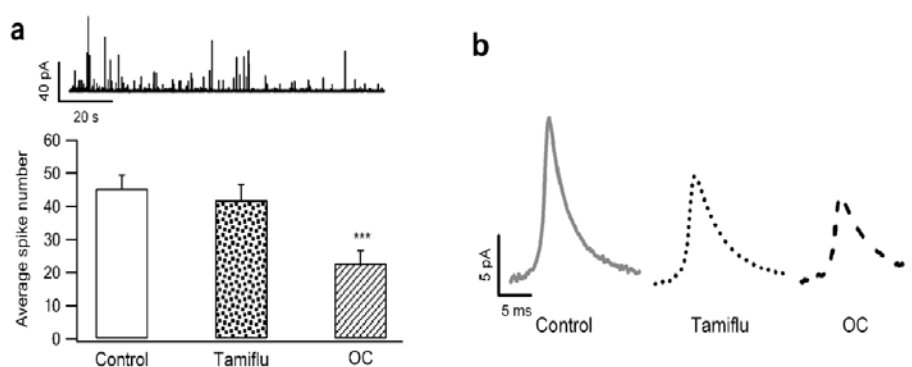 a
40 pA
20 s
Average spike number
60
50
40
30
20
10
0
***
Control
Tamiflu
OC
b
5 pA
5 ms
Control
Tamiflu
OC